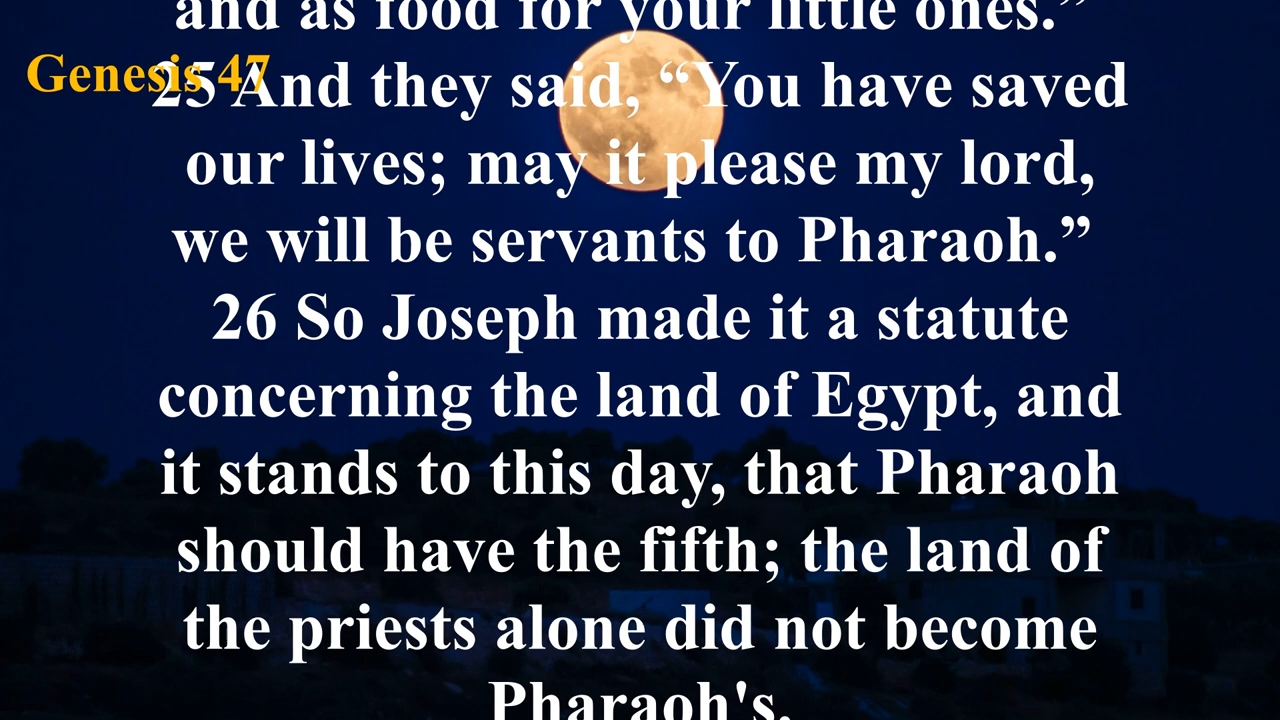 and as food for your little ones.”
Genesis 47
25 And they said, “You have saved
our lives; may it please my lord,
we will be servants to Pharaoh.”
26 So Joseph made it a statute
concerning the land of Egypt, and
it stands to this day, that Pharaoh
should have the fifth; the land of
the priests alone did not become
Pharaoh's.